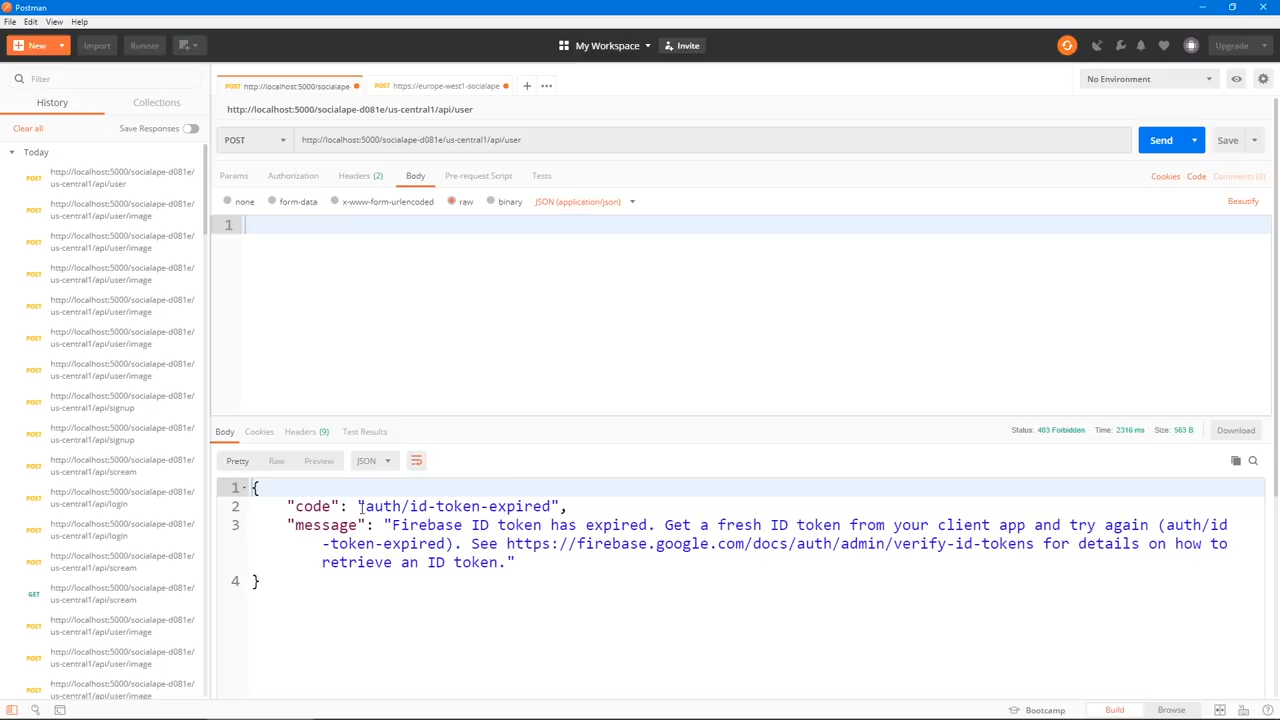 Postman
File Edit View Help
New Import Runner My Workspace Invite Upgrade
Filter
History Collections
Clear all Save Responses
Today
POST http://localhost:5000/socialape-d081e/
us-central1/api/user
POST http://localhost:5000/socialape-d081e/
us-central1/api/user/image
POST http://localhost:5000/socialape-d081e/
us-central1/api/user/image
POST http://localhost:5000/socialape-d081e/
us-central1/api/user/image
POST http://localhost:5000/socialape-d081e/
us-central1/api/user/image
POST http://localhost:5000/socialape-d081e/
us-central1/api/user/image
POST http://localhost:5000/socialape-d081e/
us-central1/api/user/image
POST http://localhost:5000/socialape-d081e/
us-central1/api/signup
POST http://localhost:5000/socialape-d081e/
us-central1/api/signup
POST http://localhost:5000/socialape-d081e/
us-central1/api/scream
POST http://localhost:5000/socialape-d081e/
us-central1/api/login
POST http://localhost:5000/socialape-d081e/
us-central1/api/login
POST http://localhost:5000/socialape-d081e/
us-central1/api/scream
GET http://localhost:5000/socialape-d081e/
us-central1/api/scream
POST http://localhost:5000/socialape-d081e/
us-central1/api/user/image
POST http://localhost:5000/socialape-d081e/
us-central1/api/user/image
POST http://localhost:5000/socialape-d081e/
us-central1/api/user/image
POST http://localhost:5000/socialape- POST https://europe-west1-socialape No Environment
http://localhost:5000/socialape-d081e/us-central1/api/user
POST http://localhost:5000/socialape-d081e/us-central1/api/user Send Save
Params Authorization Headers (2) Body Pre-request Script Tests Cookies Code Comments (0)
none form-data x-www-form-urlencoded raw binary JSON (application/json) Beautify
1
Body Cookies Headers (9) Test Results Status: 403 Forbidden Time: 2316 ms Size: 563 B Download
Pretty Raw Preview JSON
1 {
2 "code": "auth/id-token-expired",
3 "message": "Firebase ID token has expired. Get a fresh ID token from your client app and try again (auth/id
-token-expired). See https://firebase.google.com/docs/auth/admin/verify-id-tokens for details on how to
retrieve an ID token."
4 }
Bootcamp Build Browse